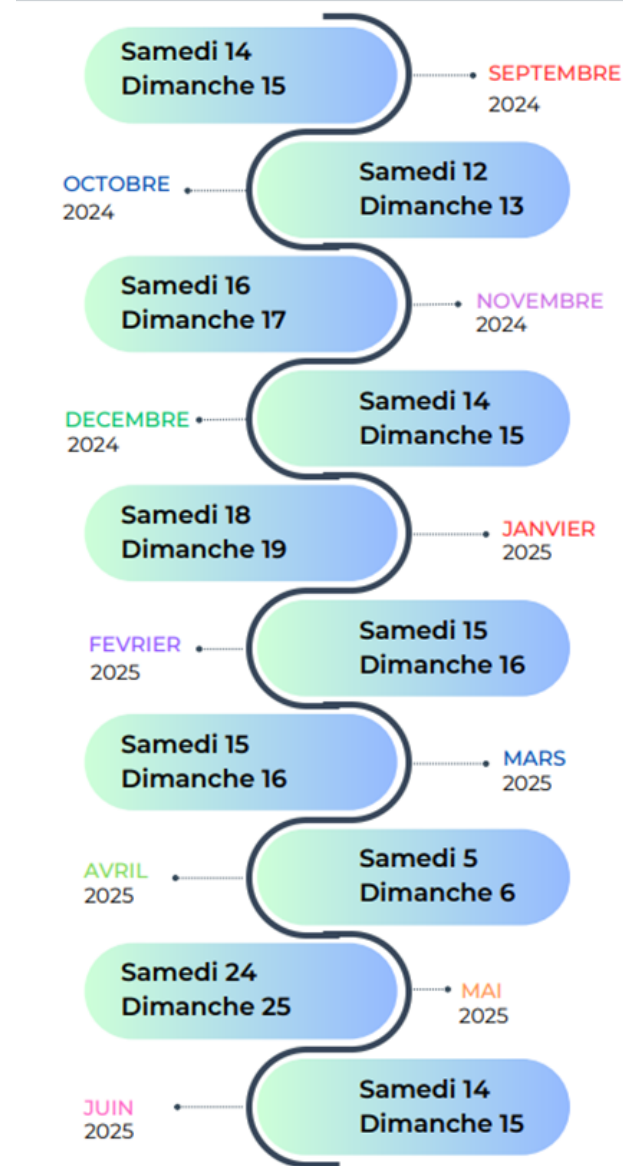 Samedi 14
Dimanche 15
SEPTEMBRE
2024
OCTOBRE
2024
Samedi 12
Dimanche 13
Samedi 16
Dimanche 17
NOVEMBRE
2024
DECEMBRE
2024
Samedi 14
Dimanche 15
Samedi 18
Dimanche 19
JANVIER
2025
FEVRIER
2025
Samedi 15
Dimanche 16
Samedi 15
Dimanche 16
MARS
2025
AVRIL
2025
Samedi 5
Dimanche 6
Samedi 24
Dimanche 25
MAI
2025
JUIN
2025
Samedi 14
Dimanche 15